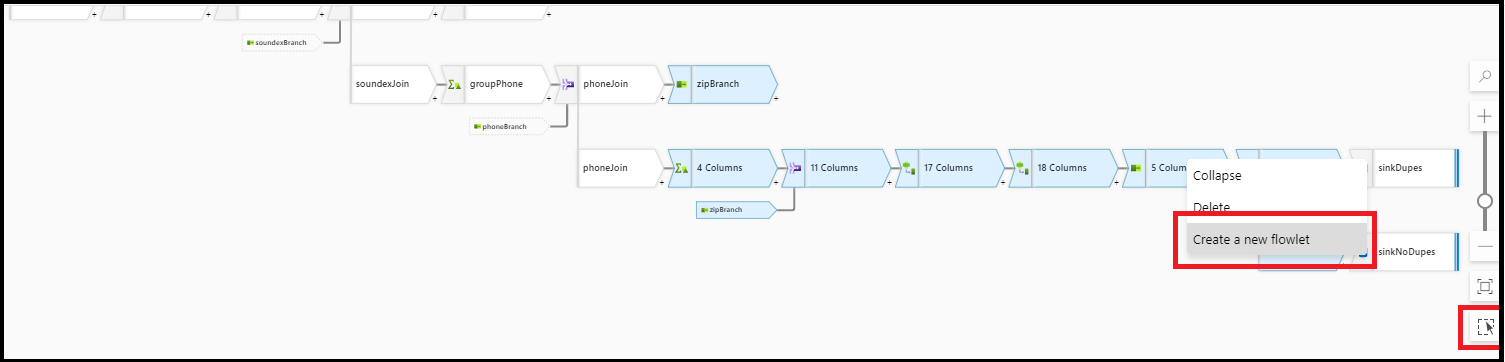 soundexBranch
soundexJoin
groupPhone
phoneJoin
zipBranch
phoneBranch
phoneJoin
4 Columns
11 Columns
17 Columns
18 Columns
5 Colum
sinkDupes
Collapse
zipBranch
Delete
Create a new flowlet
sinkNoDupes